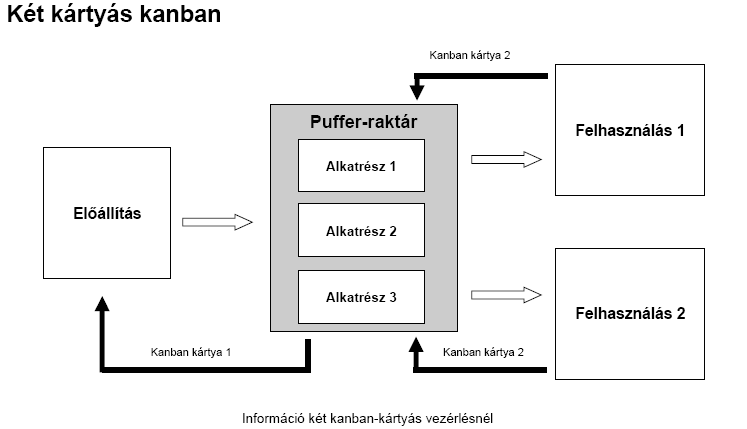 Két kártyás kanban
Kanban kártya 2
Puffer-raktár
Felhasználás 1
Alkatrész 1
Előállítás
Alkatrész 2
Alkatrész 3
Felhasználás 2
Kanban kártya 1
Kanban kártya 2
Információ két kanban-kártyás vezérlésnél